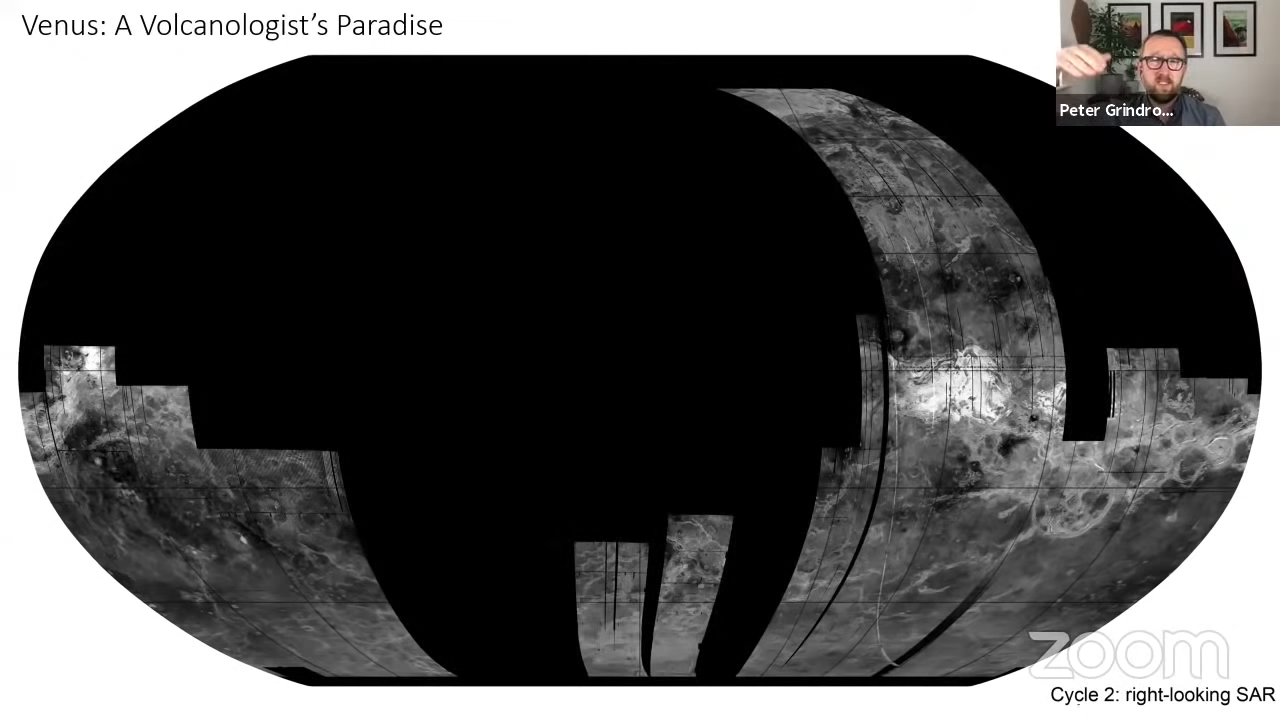 Venus: A Volcanologist's Paradise
Peter Grindro...
zoom
Cycle 2: right-looking SAR